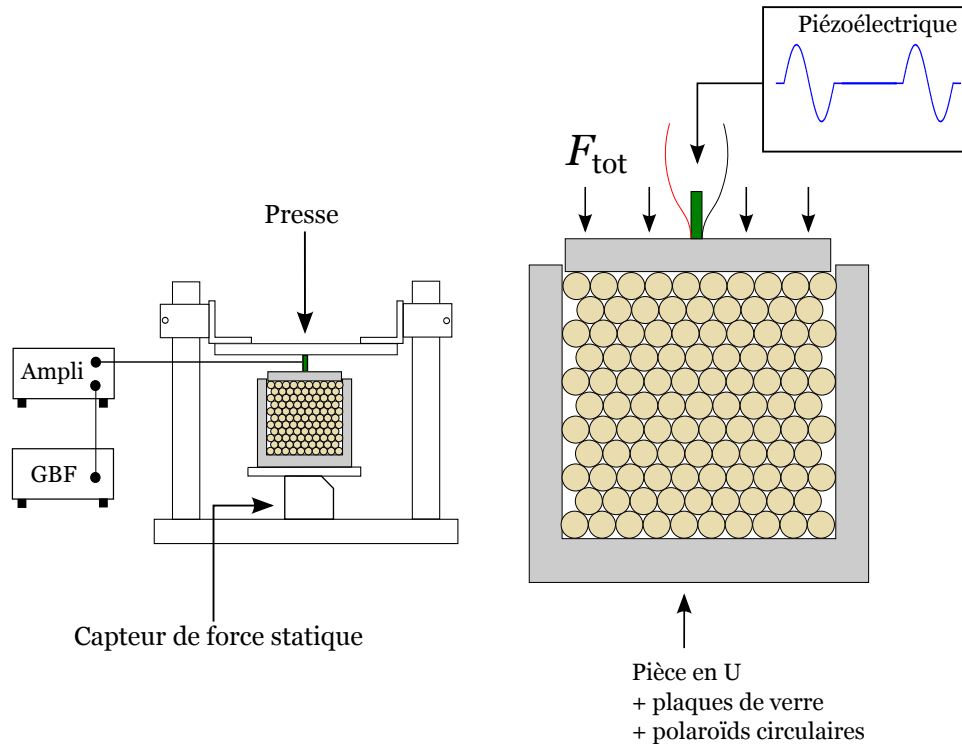 Piézoélectrique
F_tot
Presse
Ampli
GBF
Capteur de force statique
Pièce en U
+ plaques de verre
+ polaroïds circulaires